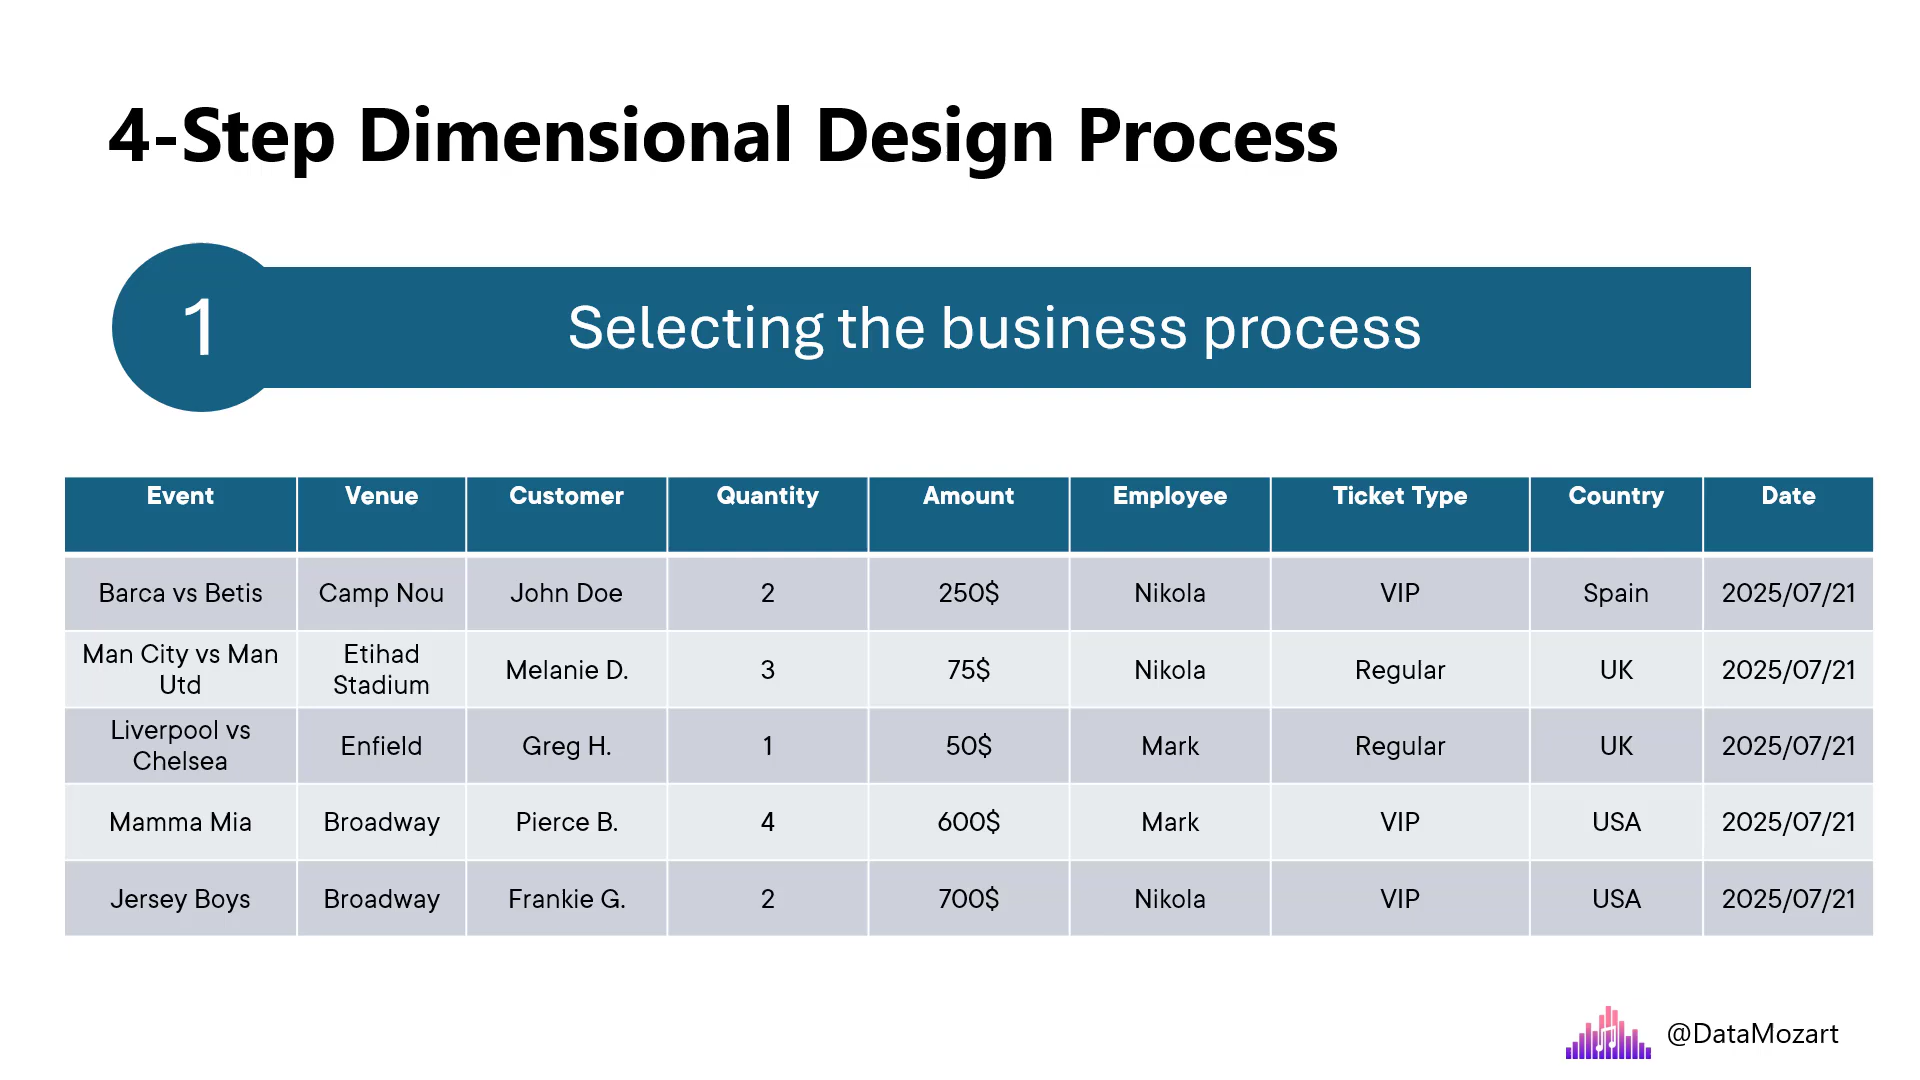 4-Step Dimensional Design Process
1
Selecting the business process
Event Venue Customer Quantity Amount Employee Ticket Type Country Date
Barca vs Betis Camp Nou John Doe 2 250$ Nikola VIP Spain 2025/07/21
Man City vs Man Utd Etihad Stadium Melanie D. 3 75$ Nikola Regular UK 2025/07/21
Liverpool vs Chelsea Enfield Greg H. 1 50$ Mark Regular UK 2025/07/21
Mamma Mia Broadway Pierce B. 4 600$ Mark VIP USA 2025/07/21
Jersey Boys Broadway Frankie G. 2 700$ Nikola VIP USA 2025/07/21
@DataMozart